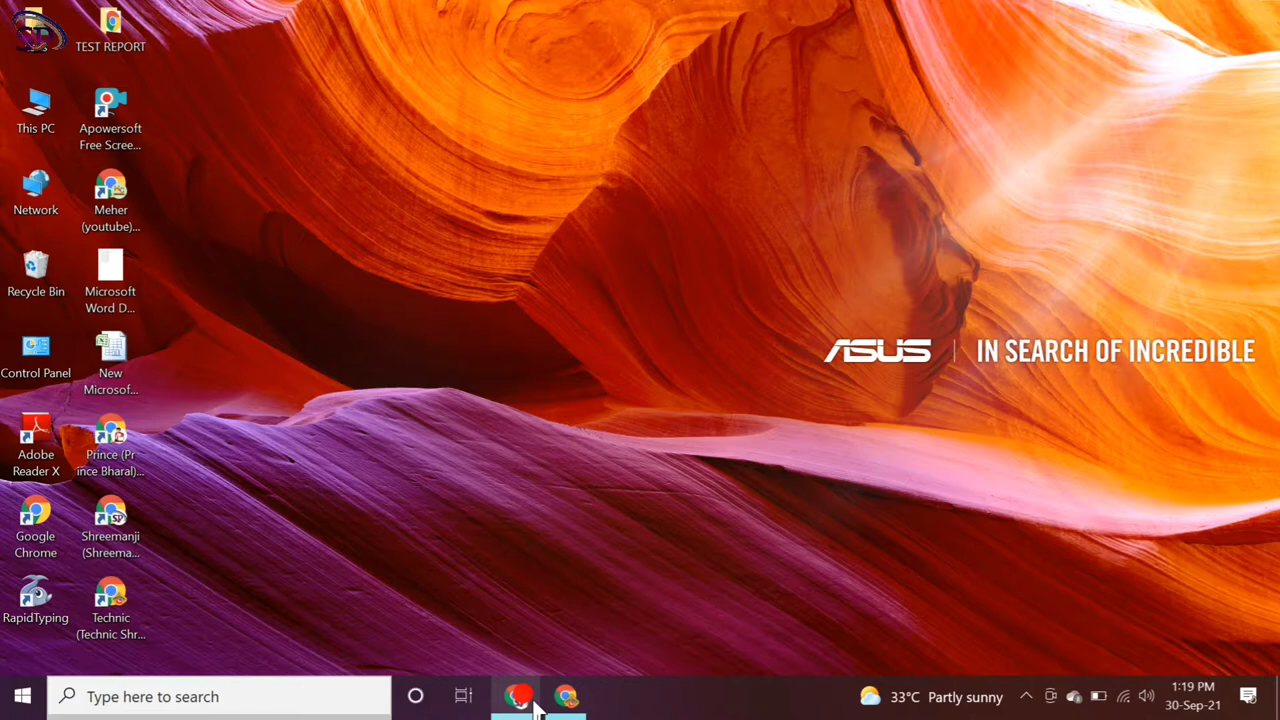 TEST REPORT
This PC
Apowersoft
Free Scree...
Network
Meher
(youtube)...
Recycle Bin
Microsoft
Word D...
Control Panel
New
Microsof...
Adobe
Reader X
Prince (Pr
ince Bharal)...
Google
Chrome
Shreemanji
(Shreema...
RapidTyping
Technic
(Technic Shr...
ASUS
IN SEARCH OF INCREDIBLE
Type here to search
33°C Partly sunny
1:19 PM
30-Sep-21